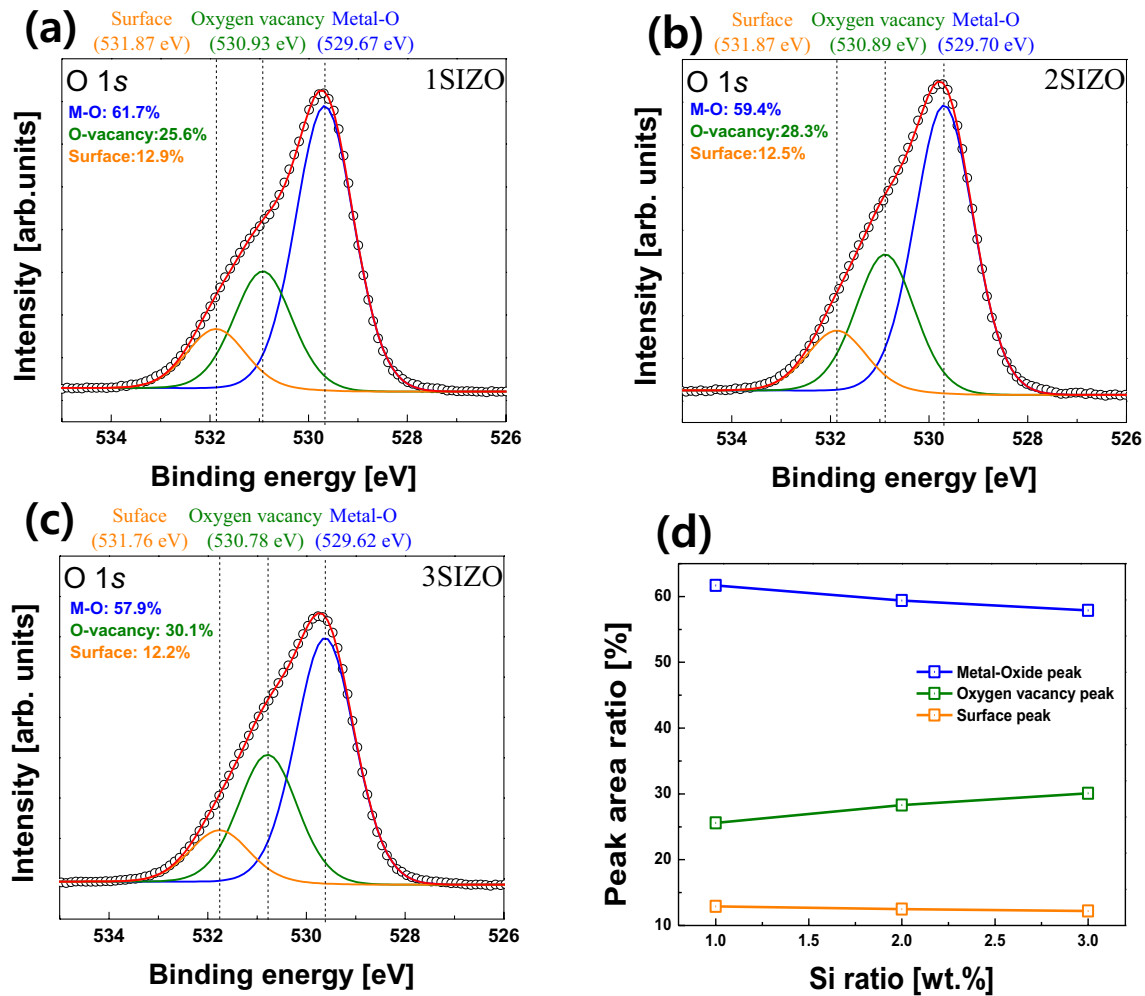 (a)
Surface Oxygen vacancy Metal-O
(531.87 eV) (530.93 eV) (529.67 eV)
O 1s 1SIZO
M-O: 61.7%
O-vacancy:25.6%
Surface:12.9%
Intensity [arb.units]
534 532 530 528 526
Binding energy [eV]
(b)
Surface Oxygen vacancy Metal-O
(531.87 eV) (530.89 eV) (529.70 eV)
O 1s 2SIZO
M-O: 59.4%
O-vacancy:28.3%
Surface:12.5%
Intensity [arb. units]
534 532 530 528 526
Binding energy [eV]
(c)
Suface Oxygen vacancy Metal-O
(531.76 eV) (530.78 eV) (529.62 eV)
O 1s 3SIZO
M-O: 57.9%
O-vacancy: 30.1%
Surface: 12.2%
Intensity [arb. units]
534 532 530 528 526
Binding energy [eV]
(d)
Peak area ratio [%]
60
50
40
30
20
10
Metal-Oxide peak
Oxygen vacancy peak
Surface peak
1.0 1.5 2.0 2.5 3.0
Si ratio [wt.%]